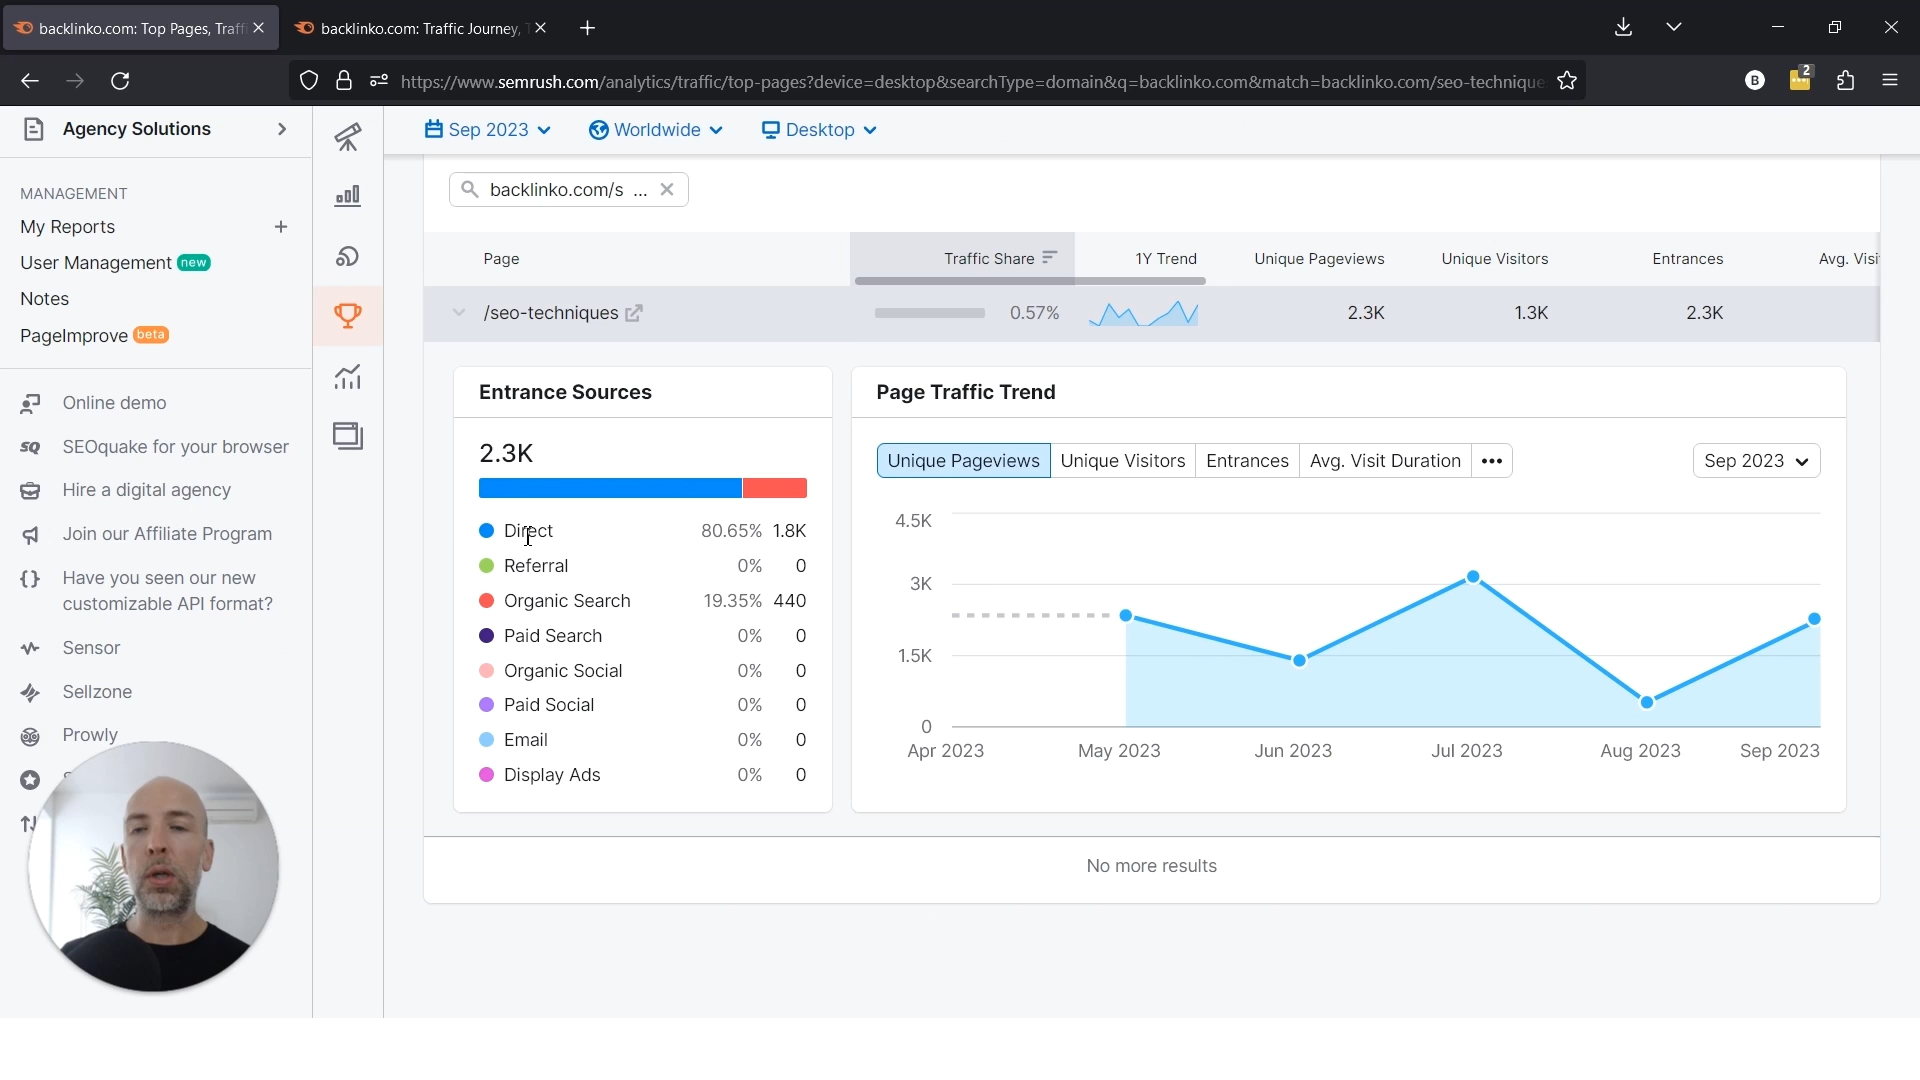 backlinko.com: Top Pages, Traffi
backlinko.com: Traffic Journey, T
https://www.semrush.com/analytics/traffic/top-pages?device=desktop&searchType=domain&q=backlinko.com&match=backlinko.com/seo-technique
B
2
Agency Solutions
Sep 2023
Worldwide
Desktop
MANAGEMENT
My Reports
User Management new
Notes
PageImprove beta
Online demo
SQ SEOquake for your browser
Hire a digital agency
Join our Affiliate Program
{} Have you seen our new
customizable API format?
Sensor
Sellzone
Prowly
backlinko.com/s ...
Page
Traffic Share
1Y Trend
Unique Pageviews
Unique Visitors
Entrances
Avg. Visi
/seo-techniques
0.57%
2.3K
1.3K
2.3K
Entrance Sources
2.3K
Direct 80.65% 1.8K
Referral 0% 0
Organic Search 19.35% 440
Paid Search 0% 0
Organic Social 0% 0
Paid Social 0% 0
Email 0% 0
Display Ads 0% 0
Page Traffic Trend
Unique Pageviews
Unique Visitors
Entrances
Avg. Visit Duration
•••
Sep 2023
4.5K
3K
1.5K
0
Apr 2023
May 2023
Jun 2023
Jul 2023
Aug 2023
Sep 2023
No more results